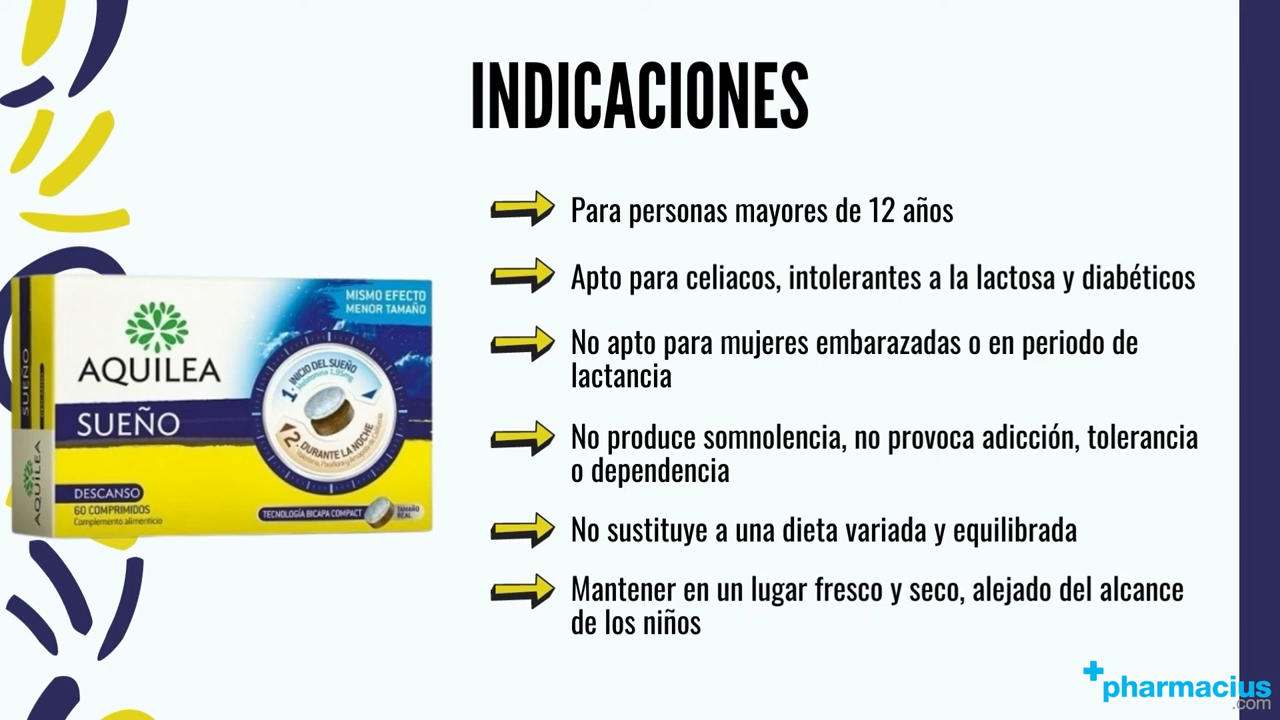 INDICACIONES
Para personas mayores de 12 años
Apto para celiacos, intolerantes a la lactosa y diabéticos
No apto para mujeres embarazadas o en periodo de
lactancia
No produce somnolencia, no provoca adicción, tolerancia
o dependencia
No sustituye a una dieta variada y equilibrada
Mantener en un lugar fresco y seco, alejado del alcance
de los niños
MISMO EFECTO
MENOR TAMAÑO
AQUILEA
SUEÑO
1. INICIO DEL SUEÑO
Melatonina 1,95mg
2. DURANTE LA NOCHE
DESCANSO
60 COMPRIMIDOS
Complemento alimenticio
TECNOLOGÍA BICAPA COMPACT
TAMAÑO
REAL
SUEÑO
AQUILEA
pharmacius
.com